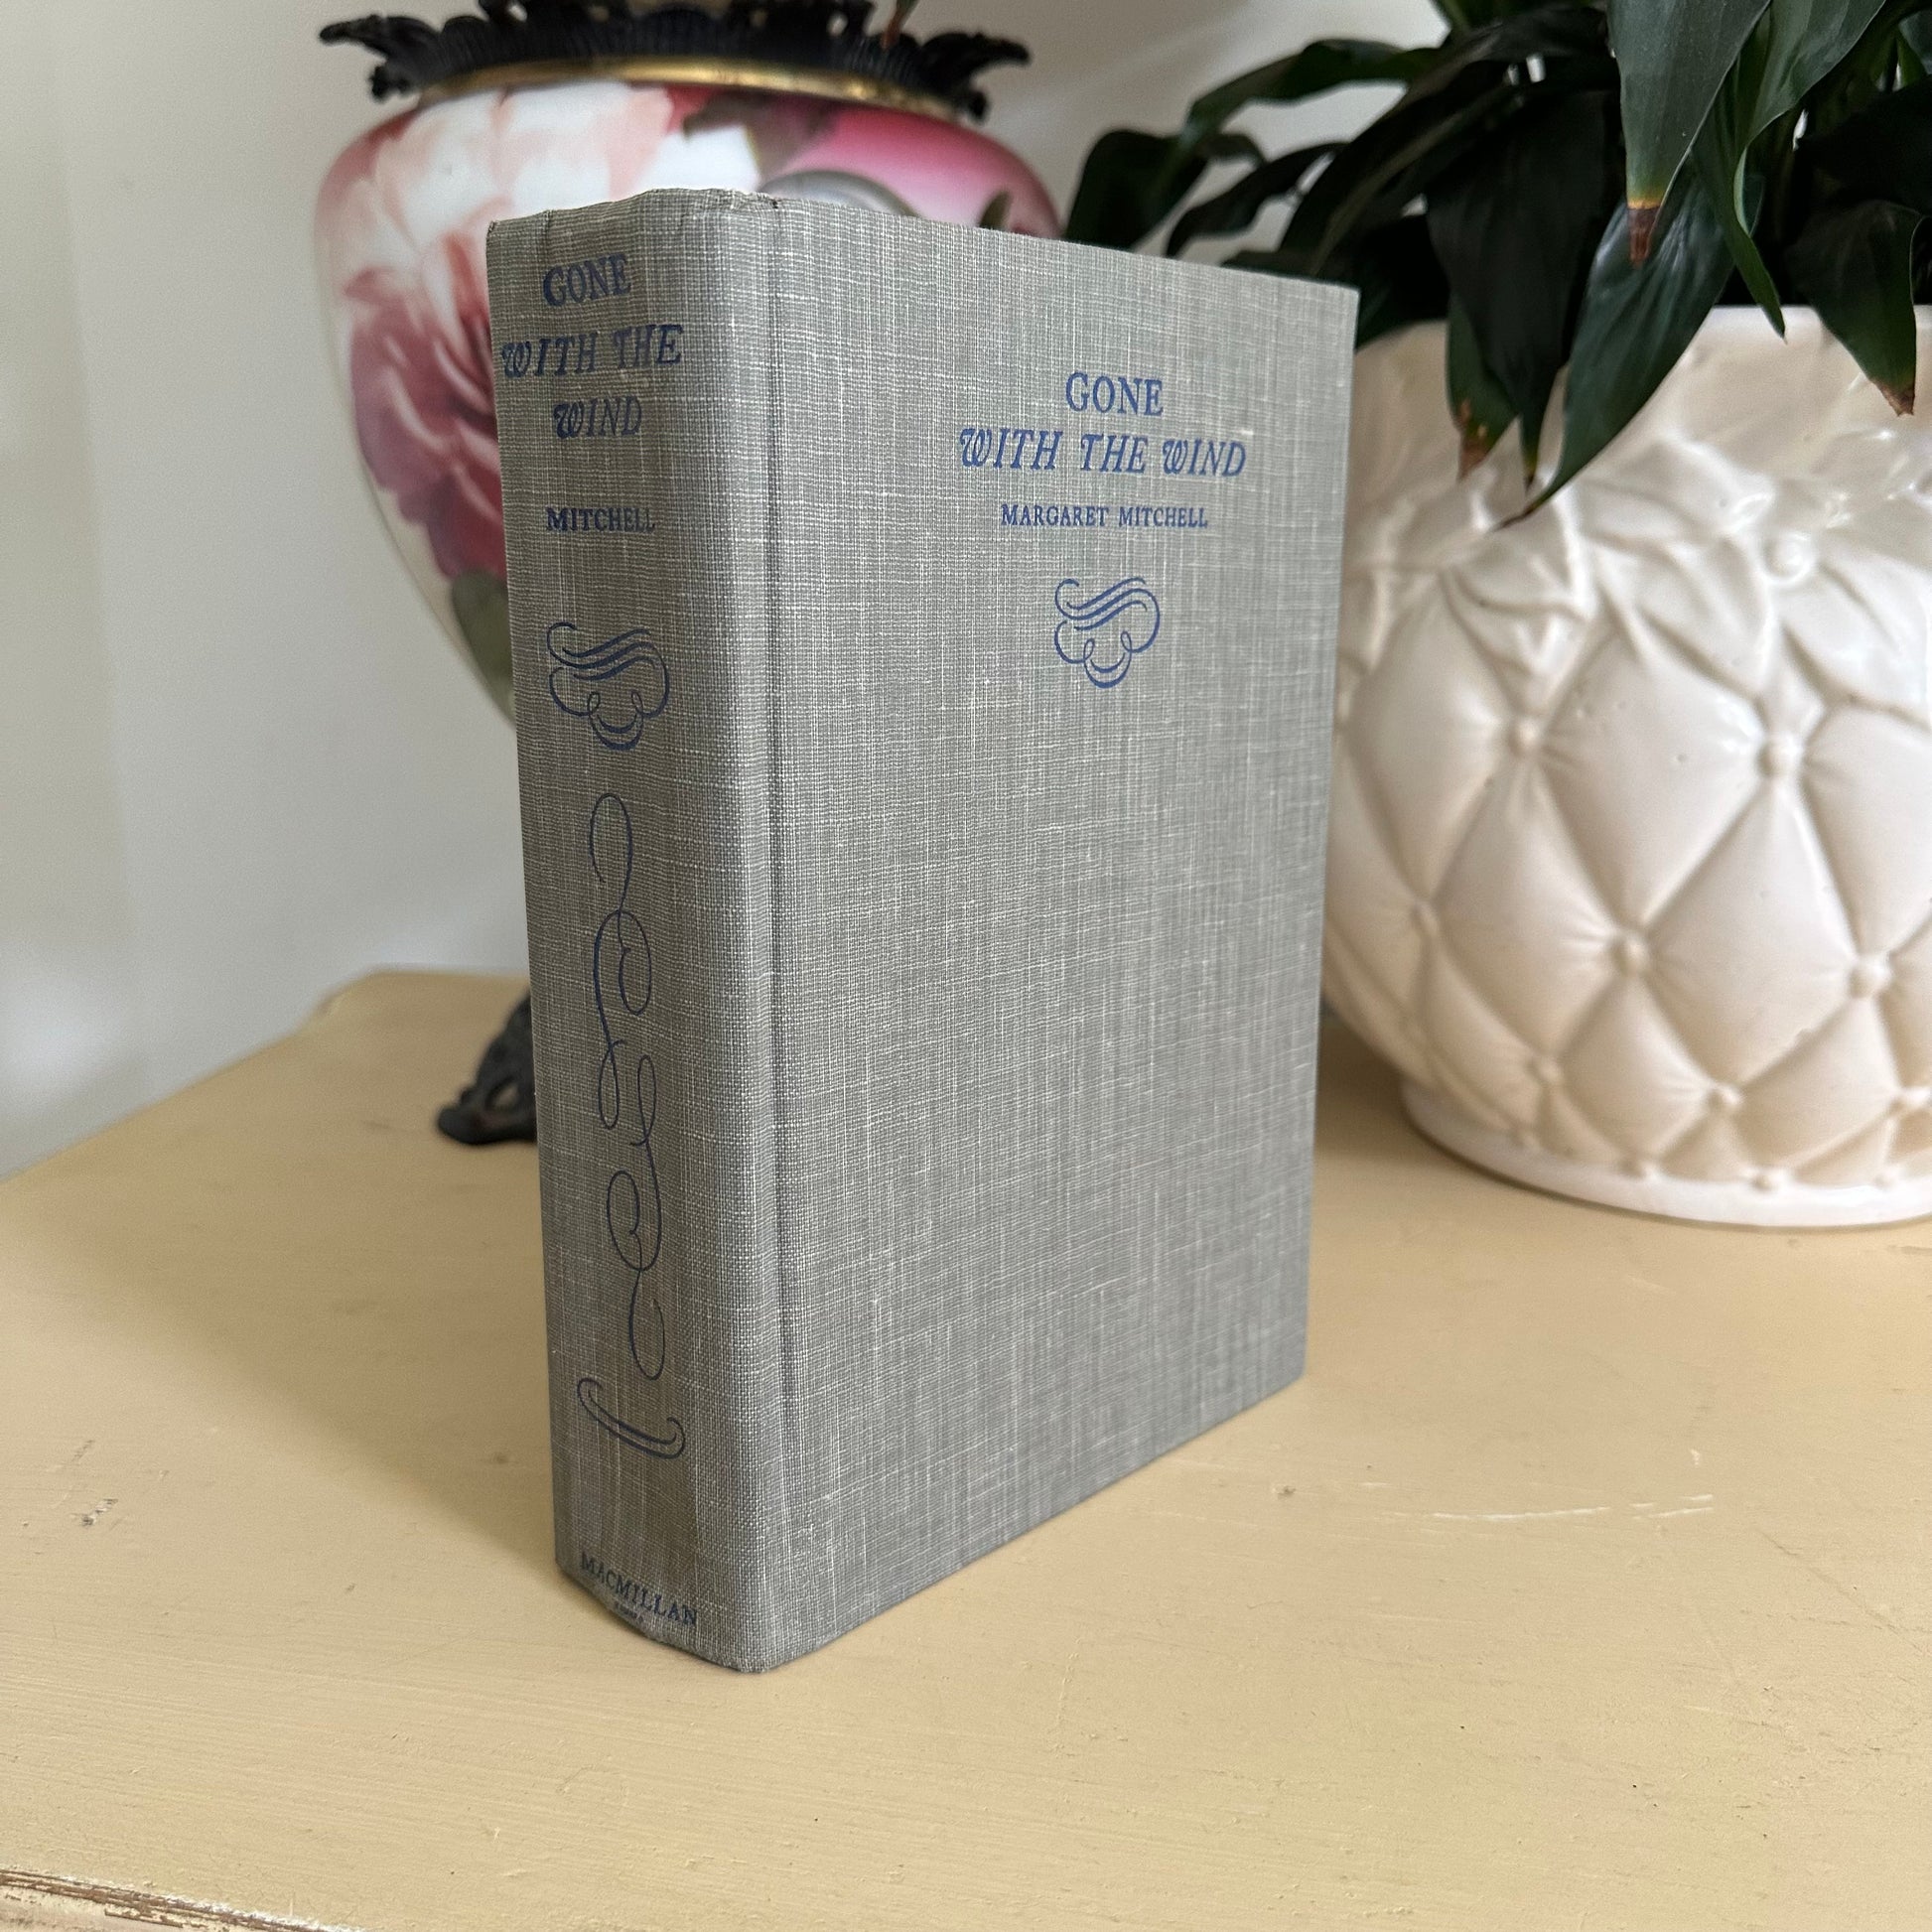 GONE
WITH THE
WIND
MITCHELL
MACMILLAN
GONE
WITH THE WIND
MARGARET MITCHELL